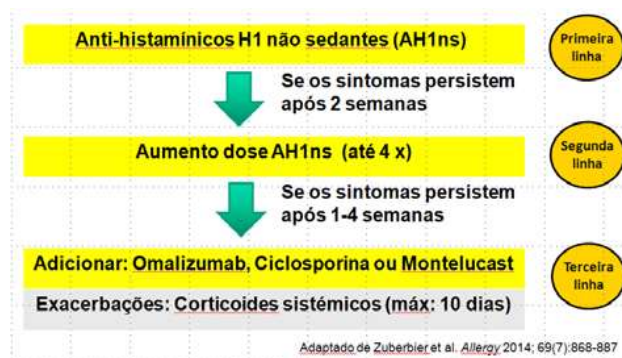 Anti-histamínicos H1 não sedantes (AH1ns)
Primeira
linha
Se os sintomas persistem
após 2 semanas
Aumento dose AH1ns (até 4 x)
Segunda
linha
Se os sintomas persistem
após 1-4 semanas
Adicionar: Omalizumab, Ciclosporina ou Montelucast
Exacerbações: Corticoides sistémicos (máx: 10 dias)
Terceira
linha
Adaptado de Zuberbier et al. Allergy 2014; 69(7):868-887